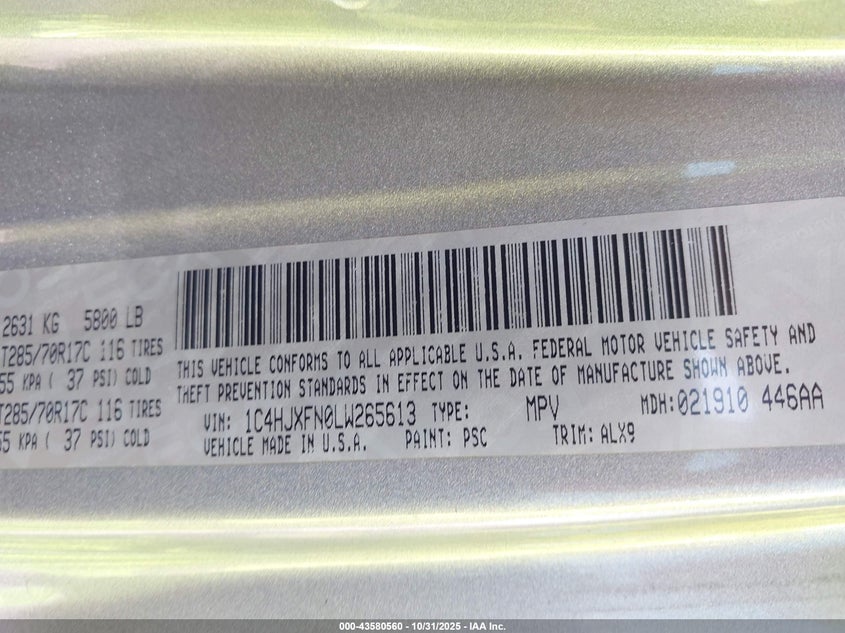 2631 KG 5800 LB
T285/70R17C 116 TIRES
55 KPA ( 37 PSI) COLD
T285/70R17C 116 TIRES
55 KPA ( 37 PSI) COLD
THIS VEHICLE CONFORMS TO ALL APPLICABLE U.S.A. FEDERAL MOTOR VEHICLE SAFETY AND
THEFT PREVENTION STANDARDS IN EFFECT ON THE DATE OF MANUFACTURE SHOWN ABOVE.
VIN: 1C4HJXFN0LW265613 TYPE: MPV MDH:021910 446AA
VEHICLE MADE IN U.S.A. PAINT: PSC TRIM: ALX9
000-43580560 - 10/31/2025 - IAA Inc.